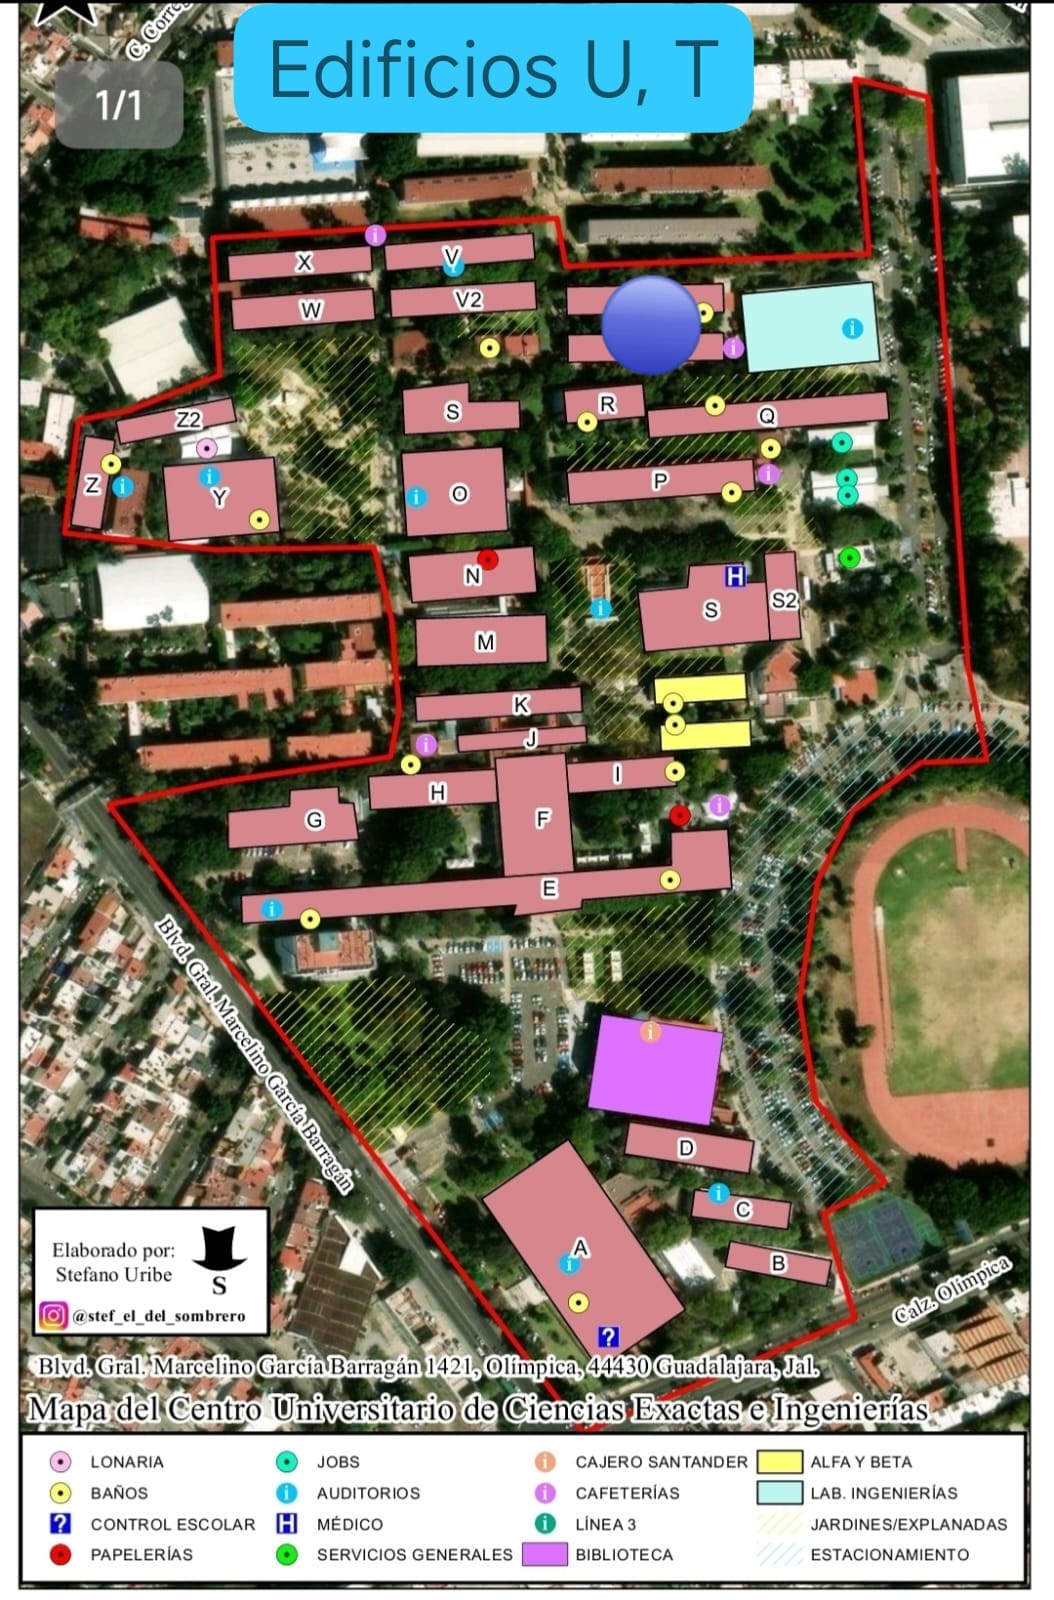 C. Correg
Edificios U, T
1/1
X
V
W
V2
Z2
S
R
Q
Z
Y
O
P
N
S
S2
M
K
J
I
H
G
F
E
Blvd. Gral. Marcelino García Barragán
D
C
A
B
Calz. Olímpica
Elaborado por:
Stefano Uribe
S
@stef_el_del_sombrero
Blvd. Gral. Marcelino García Barragán 1421, Olímpica, 44430 Guadalajara, Jal.
Mapa del Centro Universitario de Ciencias Exactas e Ingenierías
LONARIA
JOBS
CAJERO SANTANDER
ALFA Y BETA
BAÑOS
AUDITORIOS
CAFETERÍAS
LAB. INGENIERÍAS
? CONTROL ESCOLAR
H MÉDICO
LÍNEA 3
JARDINES/EXPLANADAS
PAPELERÍAS
SERVICIOS GENERALES
BIBLIOTECA
ESTACIONAMIENTO